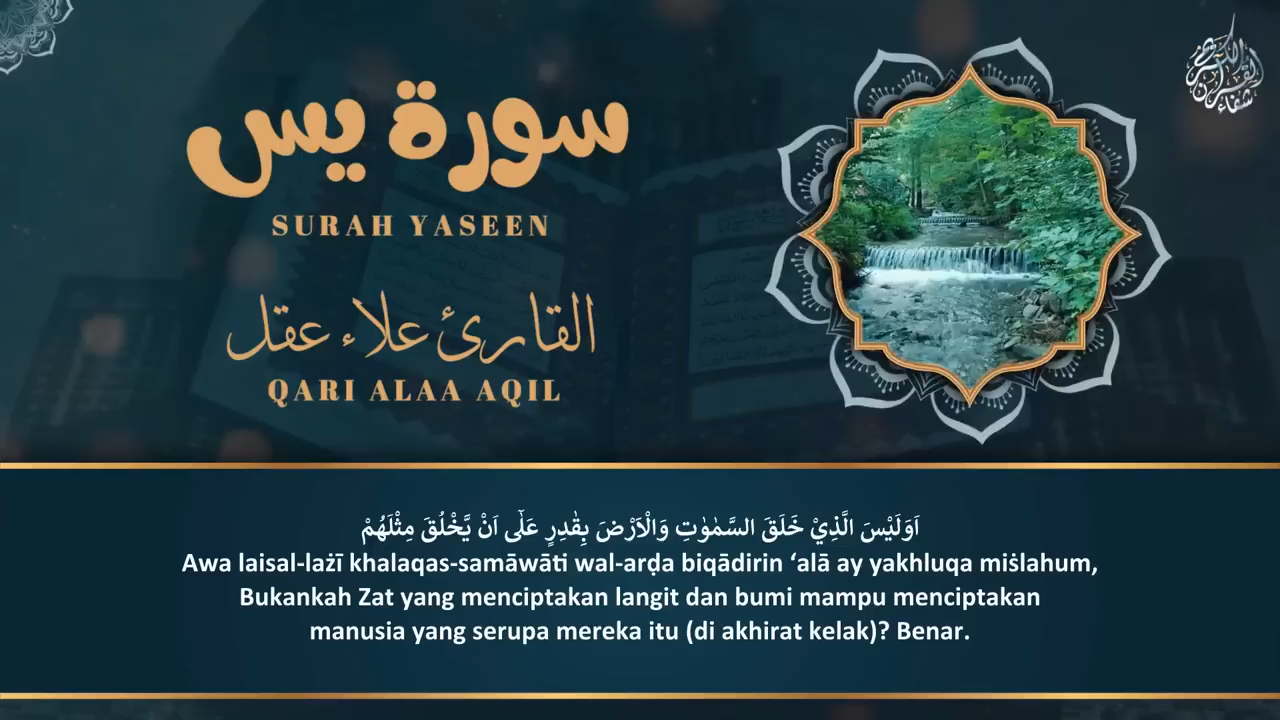 سورة يس
SURAH YASEEN
القارئ علاء عقل
QARI ALAA AQIL
اَوَلَيْسَ الَّذِيْ خَلَقَ السَّمٰوٰتِ وَالْاَرْضَ بِقٰدِرٍ عَلٰٓى اَنْ يَّخْلُقَ مِثْلَهُمْ
Awa laisal-lażī khalaqas-samāwāti wal-arḍa biqādirin ‘alā ay yakhluqa miṡlahum,
Bukankah Zat yang menciptakan langit dan bumi mampu menciptakan
manusia yang serupa mereka itu (di akhirat kelak)? Benar.